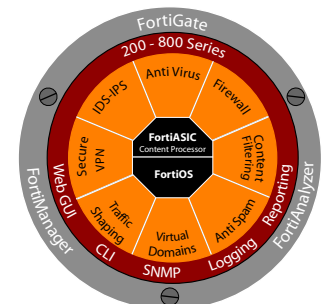 FortiGate
200 - 800 Series
Anti Virus
Firewall
Content
Filtering
Anti Spam
Virtual
Domains
Traffic
Shaping
Secure
VPN
IDS-IPS
FortiASIC
Content Processor
FortiOS
Web GUI
CLI
SNMP
Logging
Reporting
FortiManager
FortiAnalyzer